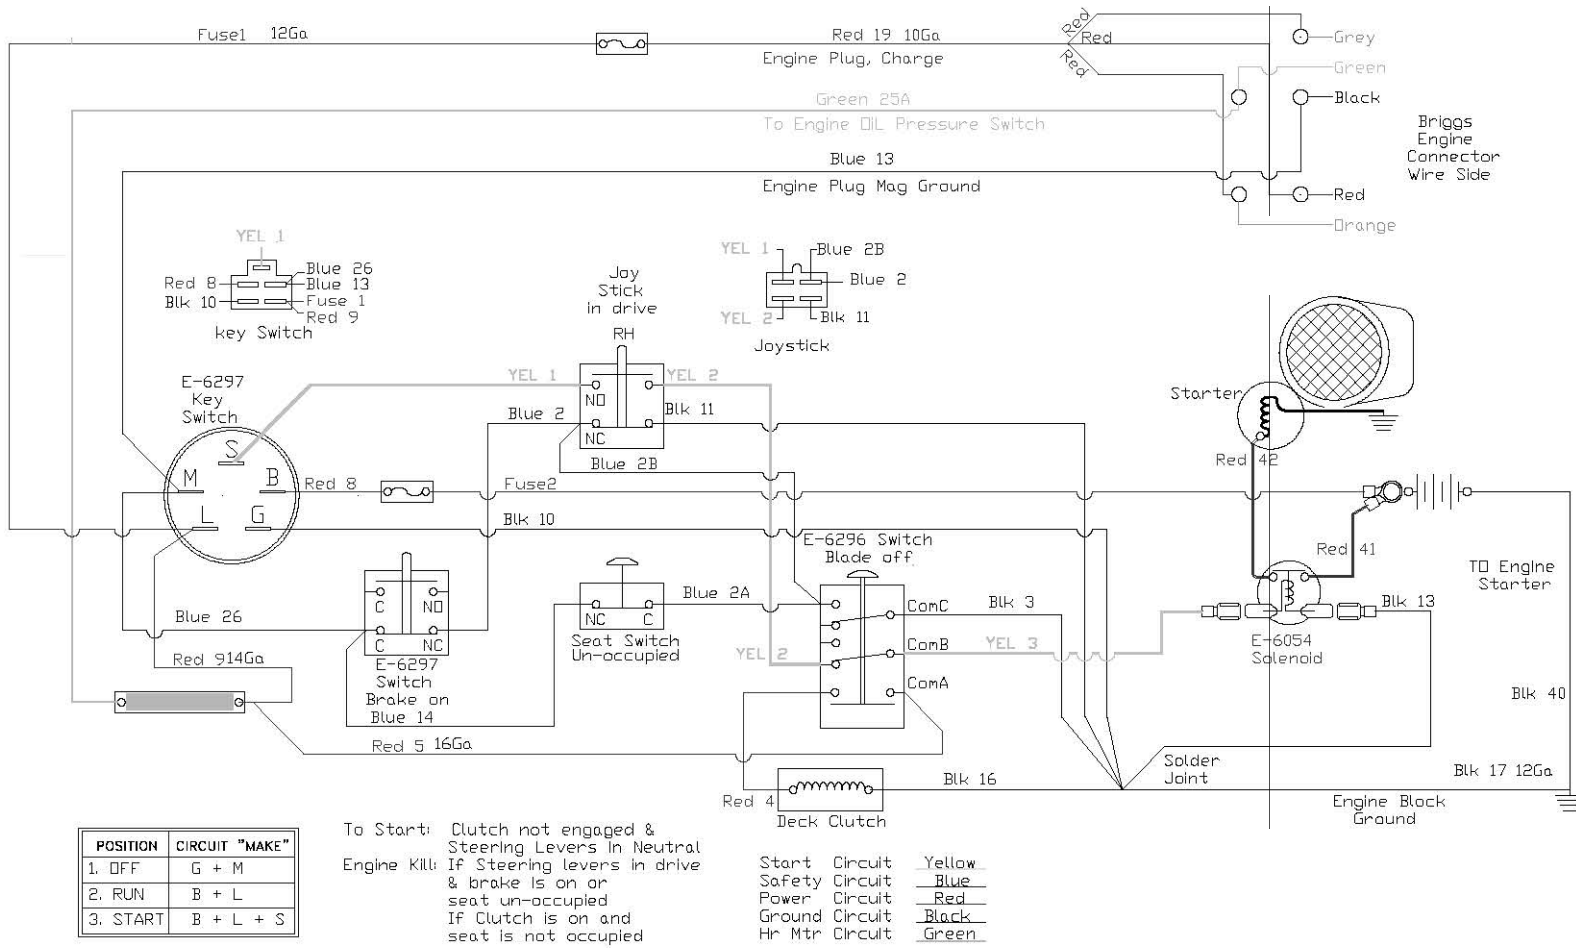 Fuse1 12Ga
Red 19 10Ga
Engine Plug, Charge
Red
Red
Red
Grey
Green
Black
Green 25A
To Engine OIL Pressure Switch
Briggs
Engine
Connector
Wire Side
Blue 13
Engine Plug Mag Ground
Red
Orange
YEL 1
Blue 26
Red 8
Blue 13
Blk 10
Fuse 1
Red 9
key Switch
Joy
Stick
in drive
RH
YEL 1
Blue 2B
Blue 2
YEL 2
Blk 11
Joystick
E-6297
Key
Switch
S
M
B
L
G
YEL 1
YEL 2
NO
Blue 2
Blk 11
NC
Blue 2B
Starter
Red 42
Red 8
Fuse2
Blk 10
E-6296 Switch
Blade off
Red 41
TO Engine
Starter
C
NO
Blue 26
C
NC
E-6297
Switch
Brake on
NC
C
Seat Switch
Un-occupied
Blue 2A
ComC
Blk 3
ComB
YEL 3
YEL 2
ComA
Blk 13
E-6054
Solenoid
Red 914Ga
Blue 14
Red 5 16Ga
Blk 40
Solder
Joint
Blk 17 12Ga
Engine Block
Ground
Red 4
Blk 16
Deck Clutch
POSITION CIRCUIT "MAKE"
1. OFF G + M
2. RUN B + L
3. START B + L + S
To Start: Clutch not engaged &
Steering Levers in Neutral
Engine Kill: If Steering levers in drive
& brake is on or
seat un-occupied
If Clutch is on and
seat is not occupied
Start Circuit Yellow
Safety Circuit Blue
Power Circuit Red
Ground Circuit Black
Hr Mtr Circuit Green